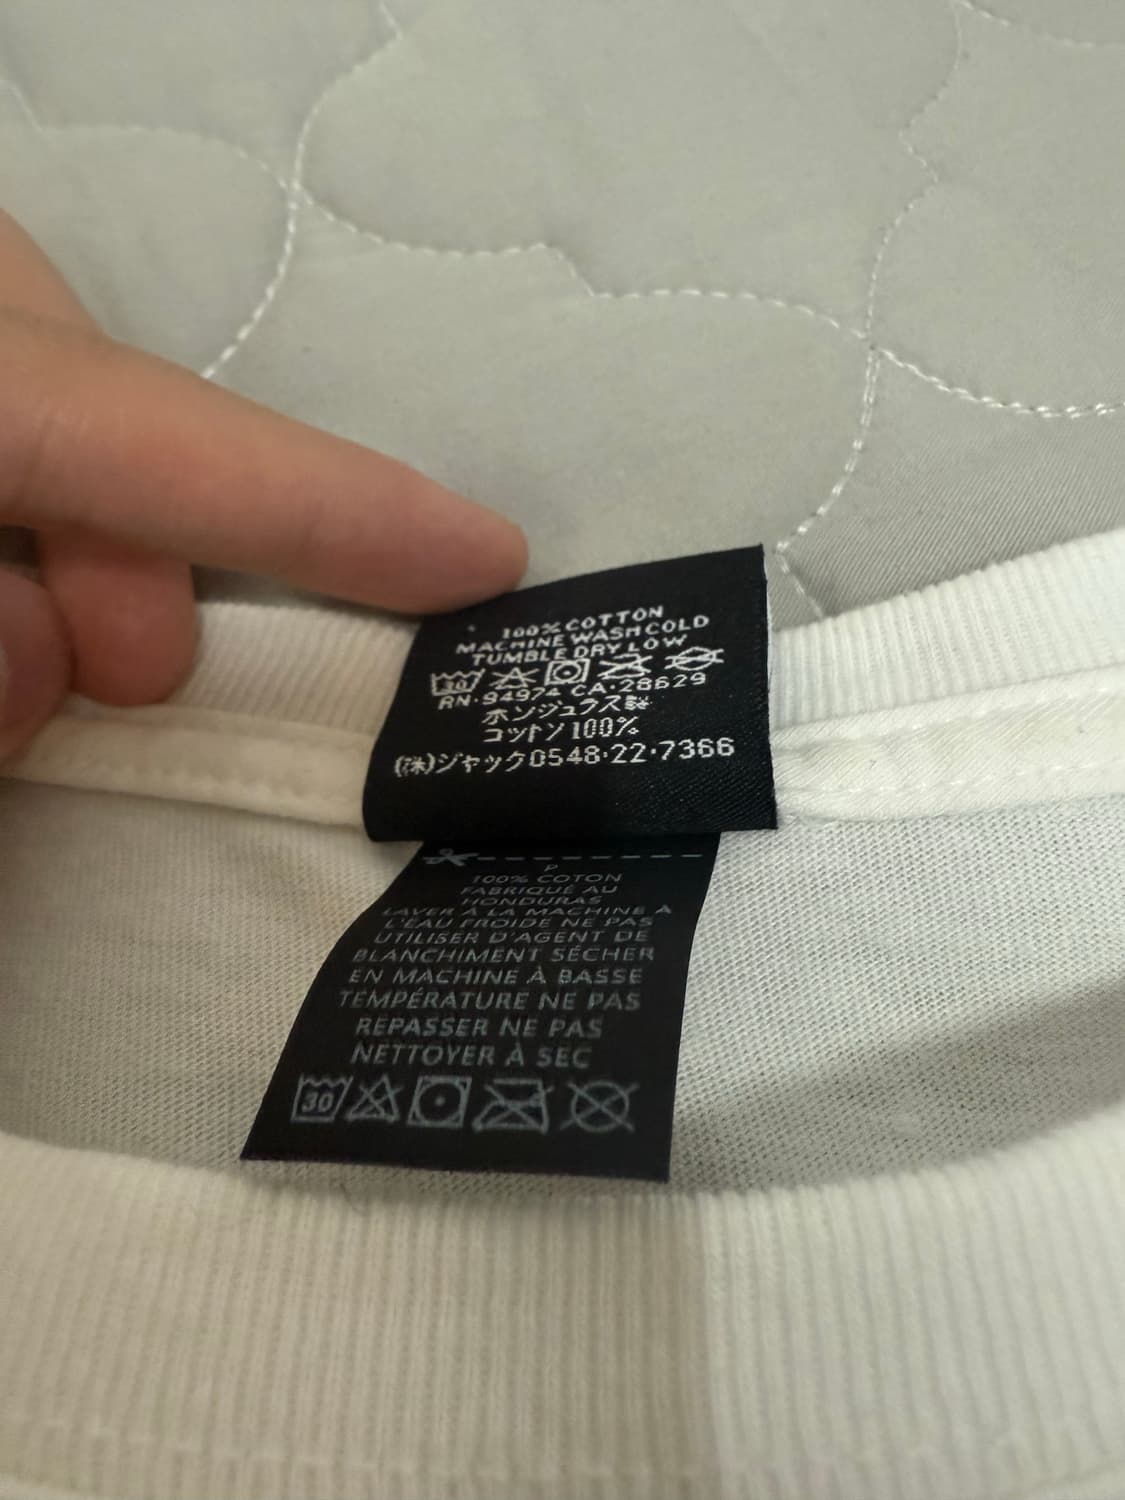 100% COTTON
MACHINE WASH COLD
TUMBLE DRY LOW
30
RN·94974 CA·28629
ホンジュラス製
コットン100%
(株)ジャック0548·22·7366
P
100% COTON
FABRIQUÉ AU
HONDURAS
LAVER À LA MACHINE À
L'EAU FROIDE NE PAS
UTILISER D'AGENT DE
BLANCHIMENT SÉCHER
EN MACHINE À BASSE
TEMPÉRATURE NE PAS
REPASSER NE PAS
NETTOYER À SEC
30